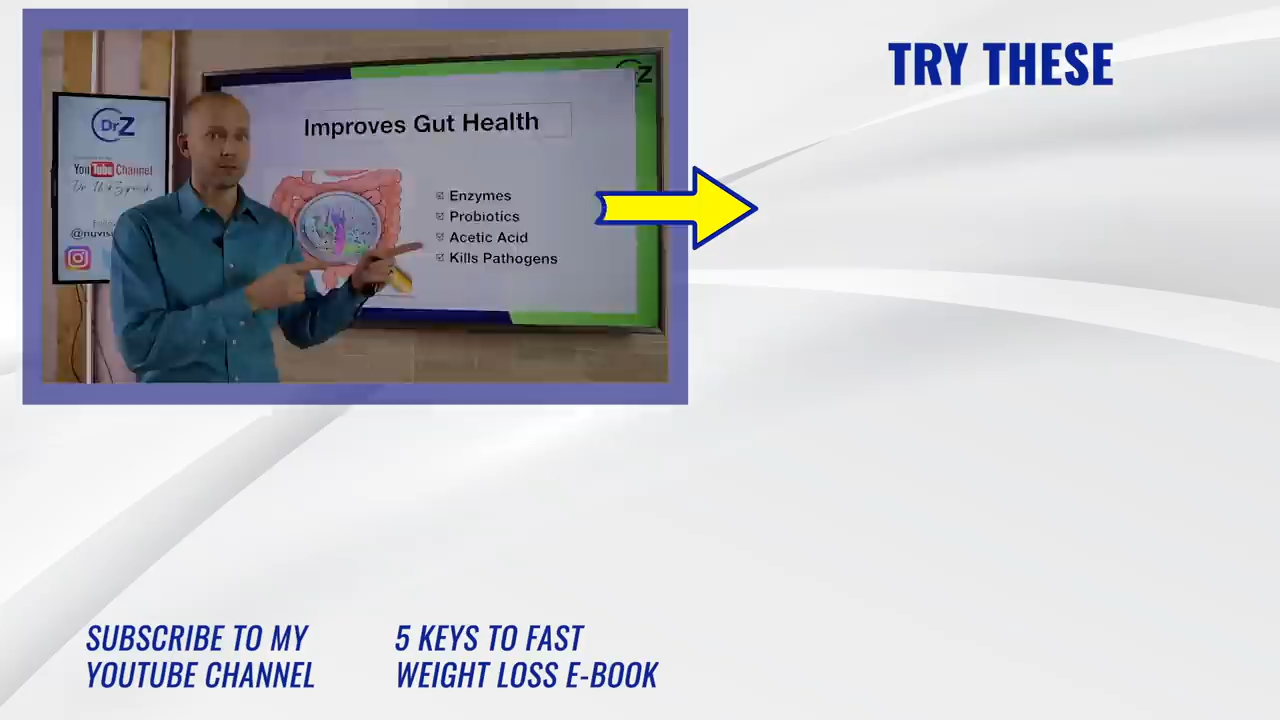 TRY THESE
DrZ
Z
YouTube Channel
Improves Gut Health
Enzymes
Probiotics
Acetic Acid
Kills Pathogens
@nuvis
SUBSCRIBE TO MY
YOUTUBE CHANNEL
5 KEYS TO FAST
WEIGHT LOSS E-BOOK